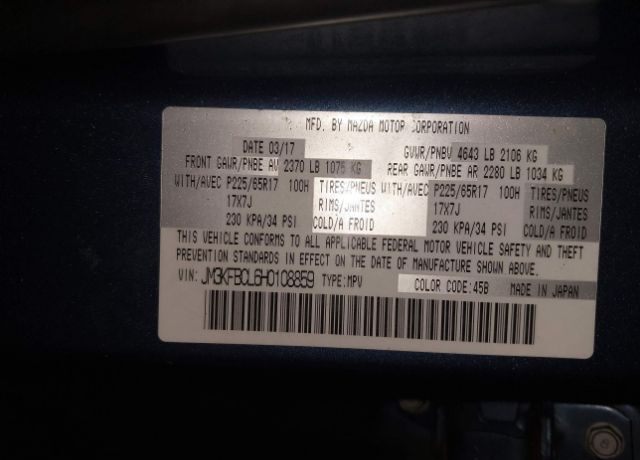 MFD. BY MAZDA MOTOR CORPORATION
DATE 03/17 GVWR/PNBV 4643 LB 2106 KG
FRONT GAWR/PNBE AV 2370 LB 1075 KG REAR GAWR/PNBE AR 2280 LB 1034 KG
WITH/AVEC P225/65R17 100H TIRES/PNEUS WITH/AVEC P225/65R17 100H TIRES/PNEUS
17X7J RIMS/JANTES 17X7J RIMS/JANTES
230 KPA/34 PSI COLD/A FROID 230 KPA/34 PSI COLD/A FROID
THIS VEHICLE CONFORMS TO ALL APPLICABLE FEDERAL MOTOR VEHICLE SAFETY AND THEFT
PREVENTION STANDARDS IN EFFECT ON THE DATE OF MANUFACTURE SHOWN ABOVE.
VIN: JM3KFBCL6H0108859 TYPE: MPV COLOR CODE: 45B MADE IN JAPAN